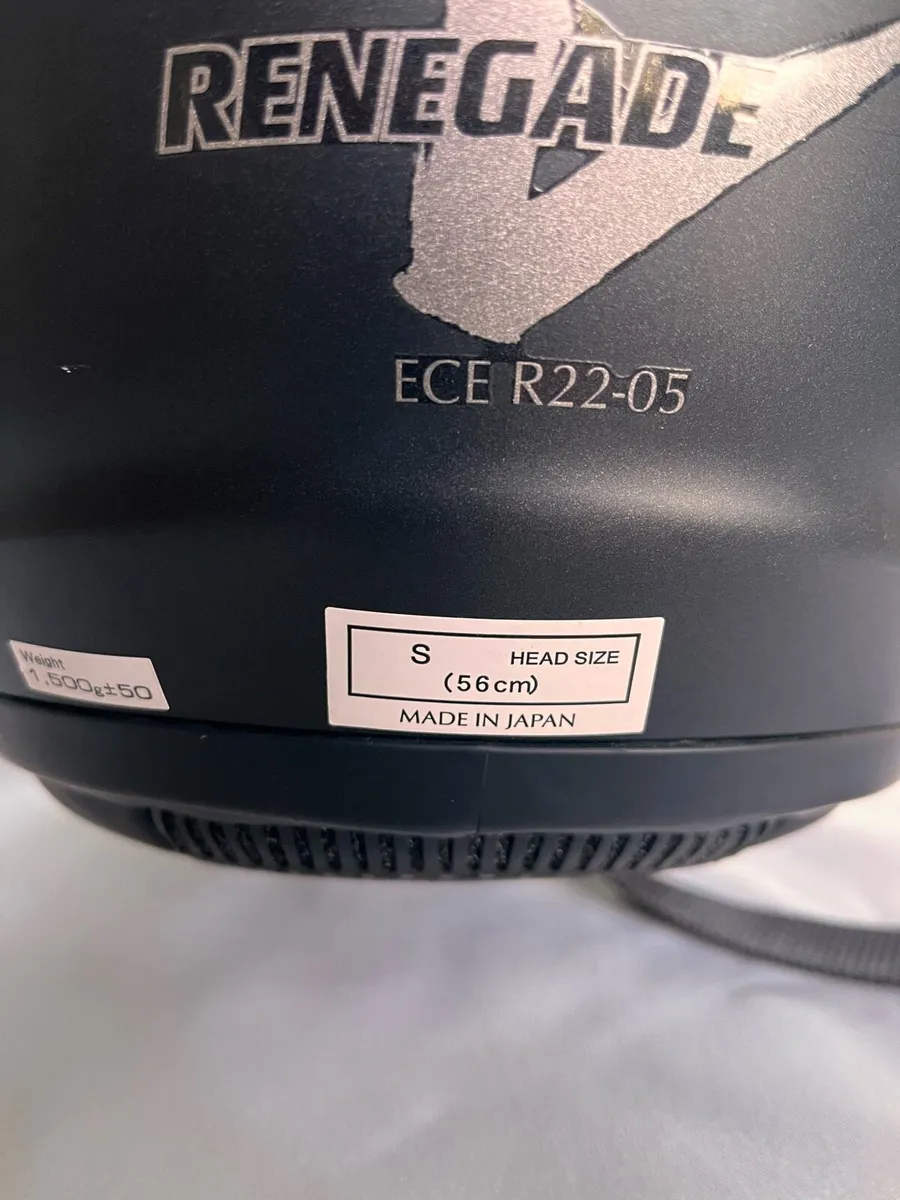 RENEGADE
ECE R22-05
Weight
1,500g±50
S HEAD SIZE
(56cm)
MADE IN JAPAN